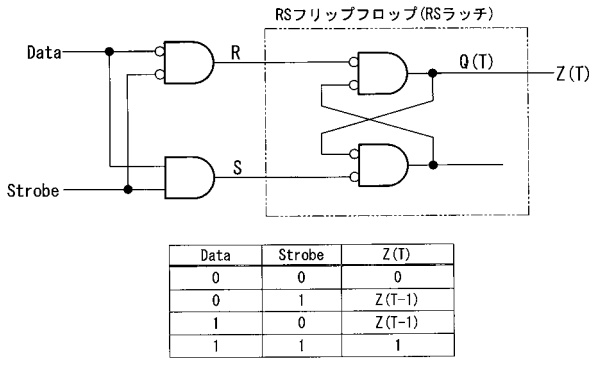 RSフリップフロップ(RSラッチ)
Data
R
Q(T)
Z(T)
Strobe
S
Data Strobe Z(T)
0 0 0
0 1 Z(T-1)
1 0 Z(T-1)
1 1 1